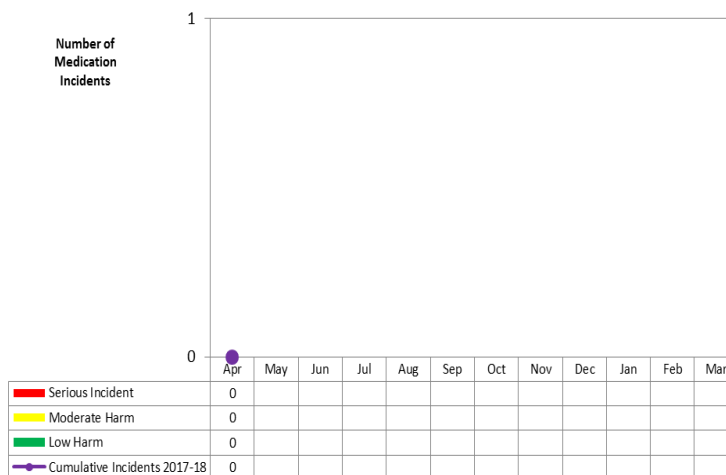 1
Number of
Medication
Incidents
0
Apr May Jun Jul Aug Sep Oct Nov Dec Jan Feb Mar
Serious Incident 0
Moderate Harm 0
Low Harm 0
Cumulative Incidents 2017-18 0